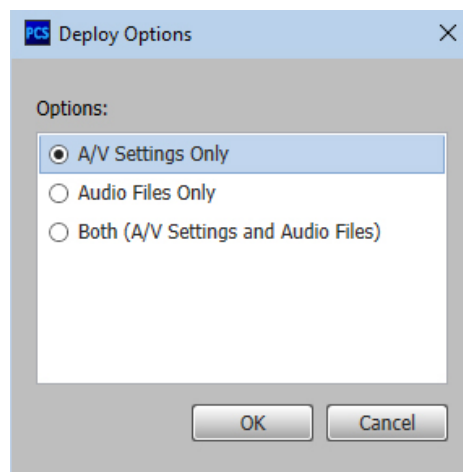 PCS Deploy Options
Options:
A/V Settings Only
Audio Files Only
Both (A/V Settings and Audio Files)
OK Cancel